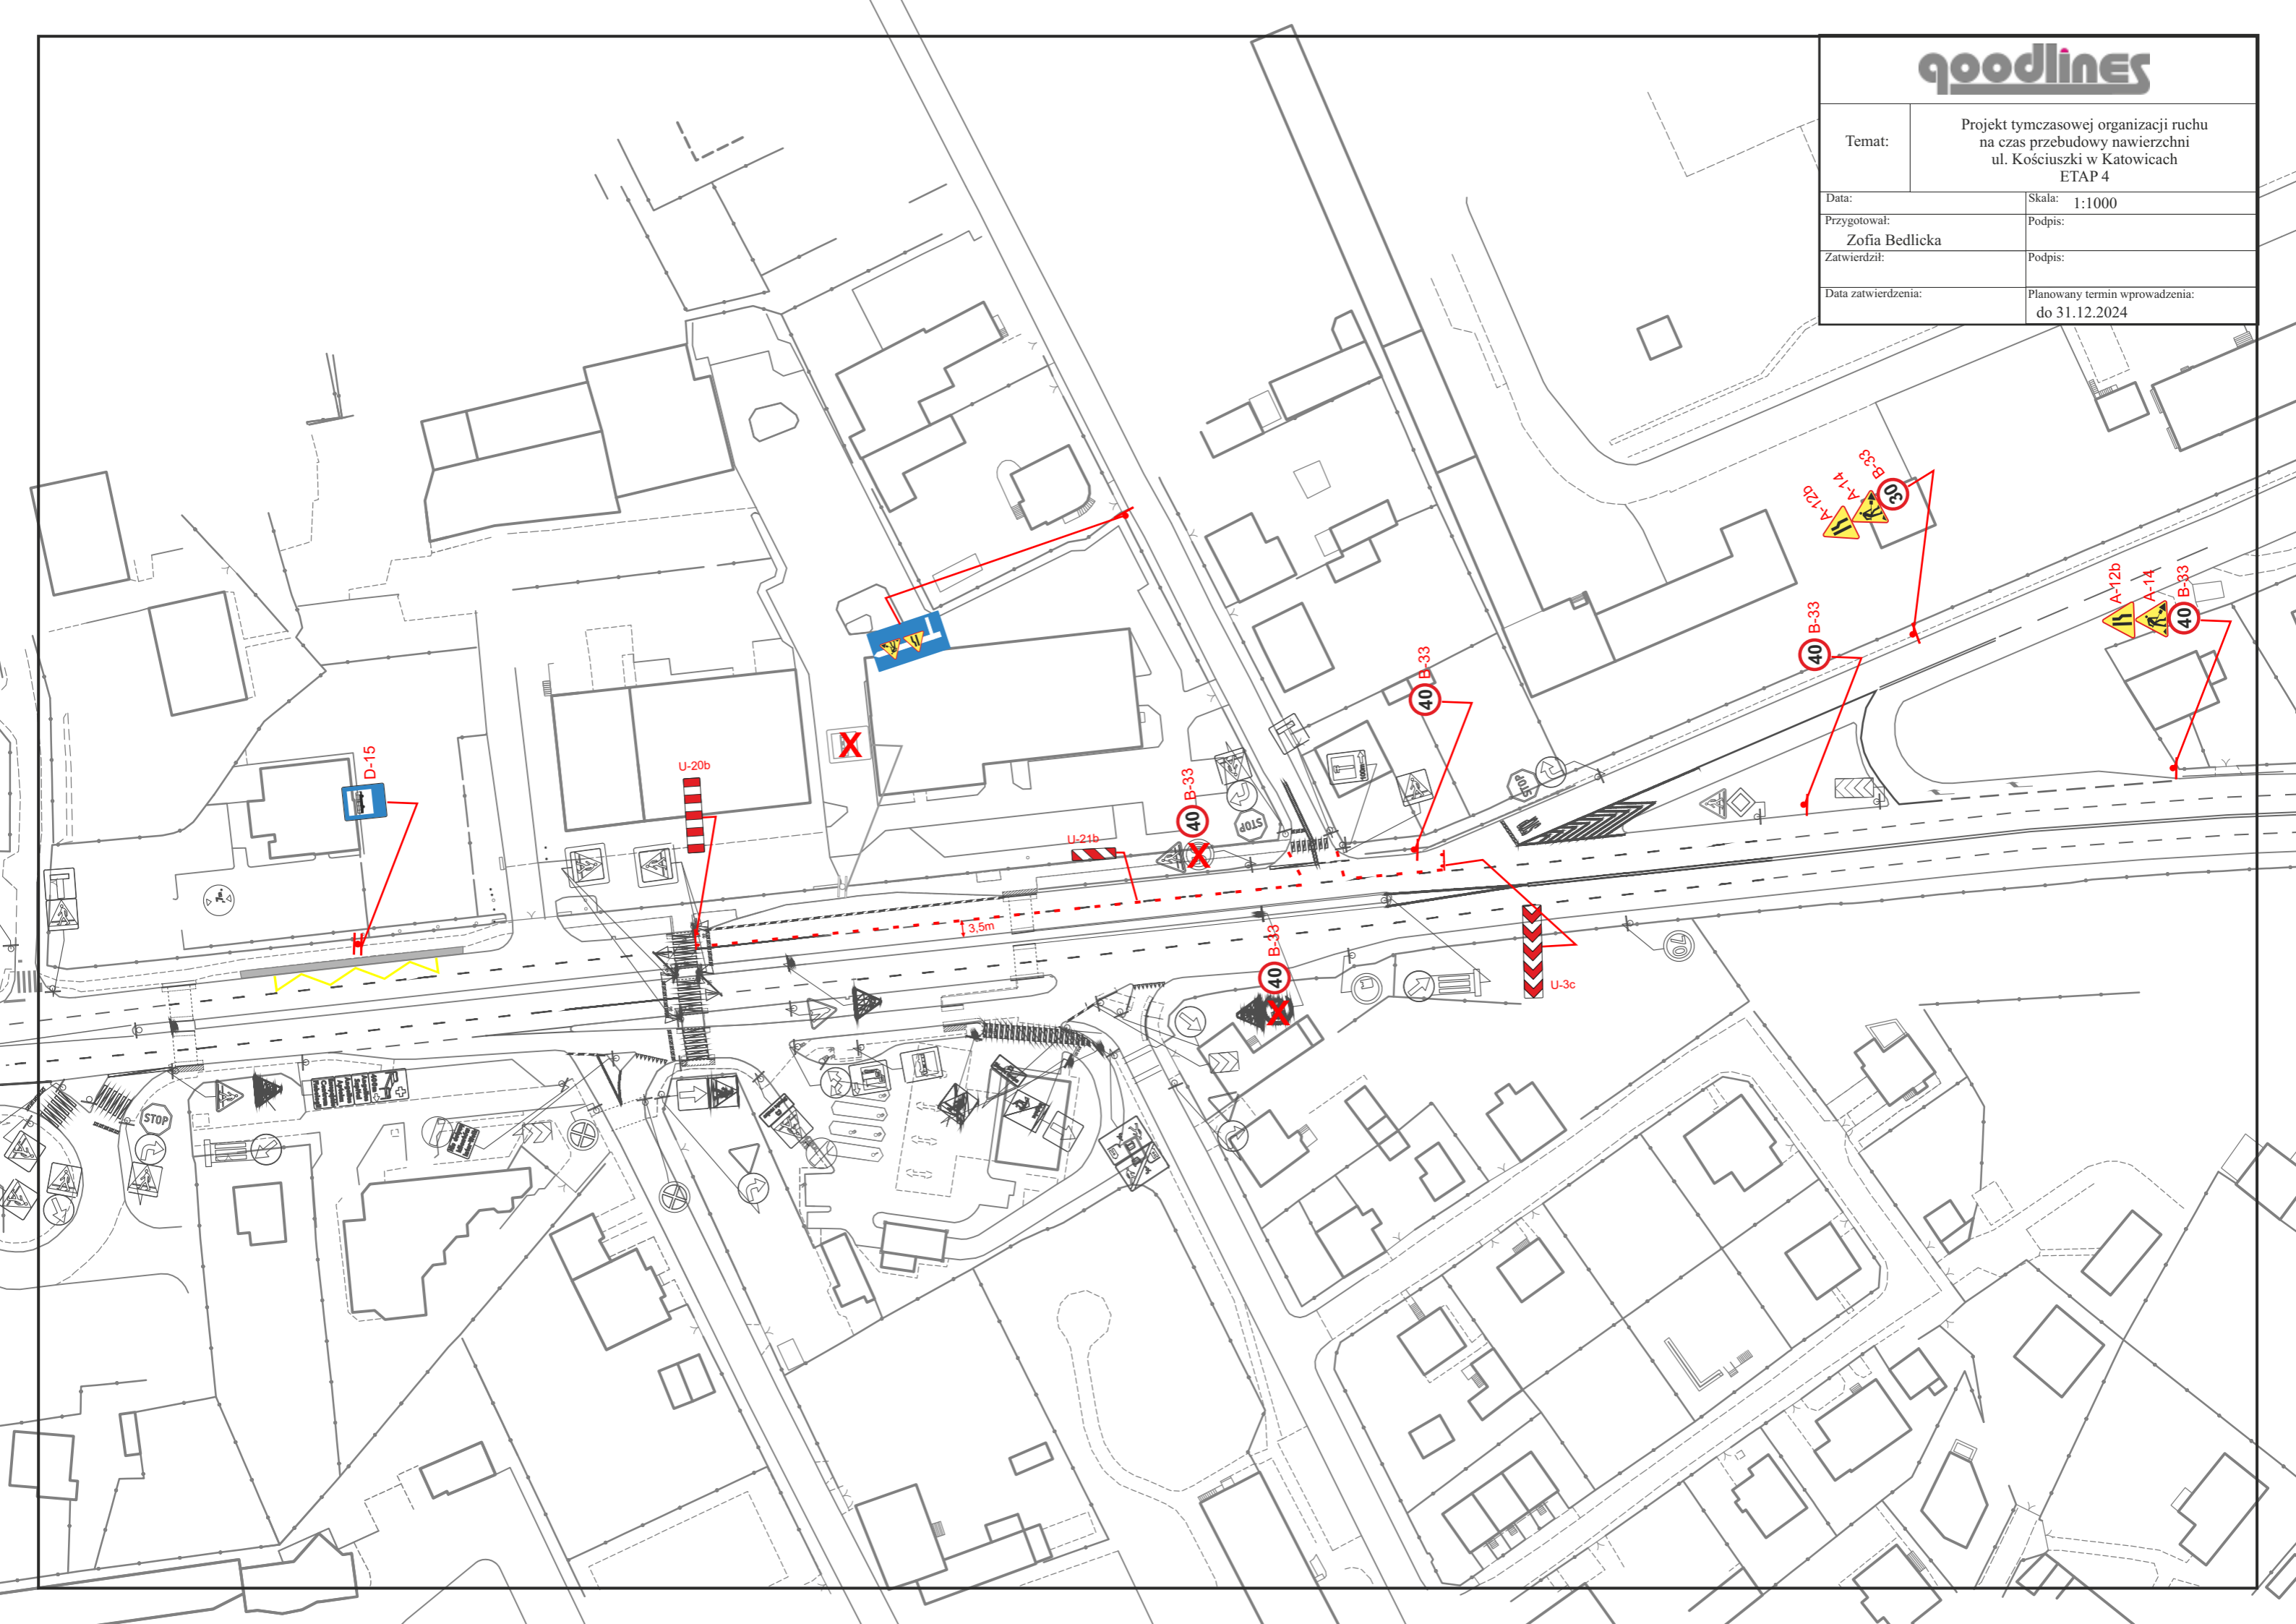 goodlines
Temat:
Projekt tymczasowej organizacji ruchu
na czas przebudowy nawierzchni
ul. Kościuszki w Katowicach
ETAP 4
Data:
Skala: 1:1000
Przygotował:
Zofia Bedlicka
Podpis:
Zatwierdził:
Podpis:
Data zatwierdzenia:
Planowany termin wprowadzenia:
do 31.12.2024
A-12b
A-14
B-33
30
A-12b
A-14
B-33
40
B-33
40
B-33
40
D-15
U-20b
X
T
B-33
40
X
U-21b
3,5m
B-33
40
X
U-3c
STOP
STOP
STOP
70
100m